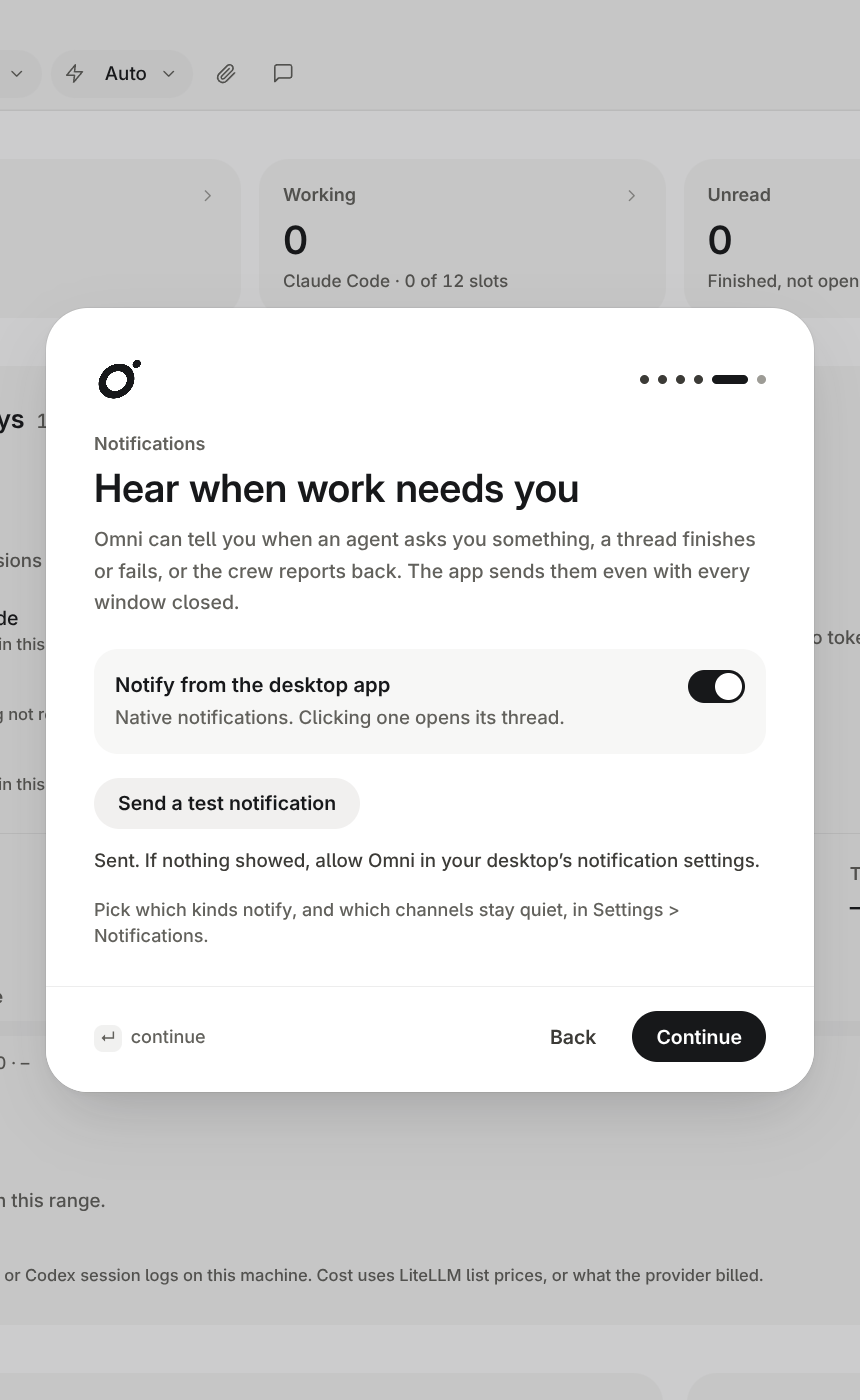 Auto
Working
Unread
0
0
Claude Code · 0 of 12 slots
Finished, not open
ys 1
Notifications
Hear when work needs you
Omni can tell you when an agent asks you something, a thread finishes
or fails, or the crew reports back. The app sends them even with every
window closed.
sions
de
in this
o toke
g not r
in this
Notify from the desktop app
Native notifications. Clicking one opens its thread.
Send a test notification
Sent. If nothing showed, allow Omni in your desktop’s notification settings.
T
Pick which kinds notify, and which channels stay quiet, in Settings >
Notifications.
e
continue
Back
Continue
0 · –
n this range.
or Codex session logs on this machine. Cost uses LiteLLM list prices, or what the provider billed.